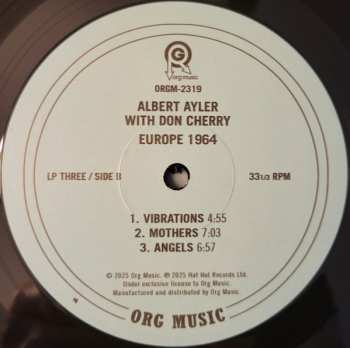 org music
ORGM-2319
ALBERT AYLER
WITH DON CHERRY
EUROPE 1964
LP THREE / SIDE B 33 1/3 RPM
1. VIBRATIONS 4:55
2. MOTHERS 7:03
3. ANGELS 6:57
© 2025 Org Music. ℗ 2025 Hat Hut Records Ltd.
Under exclusive license to Org Music.
Manufactured and distributed by Org Music.
ORG MUSIC